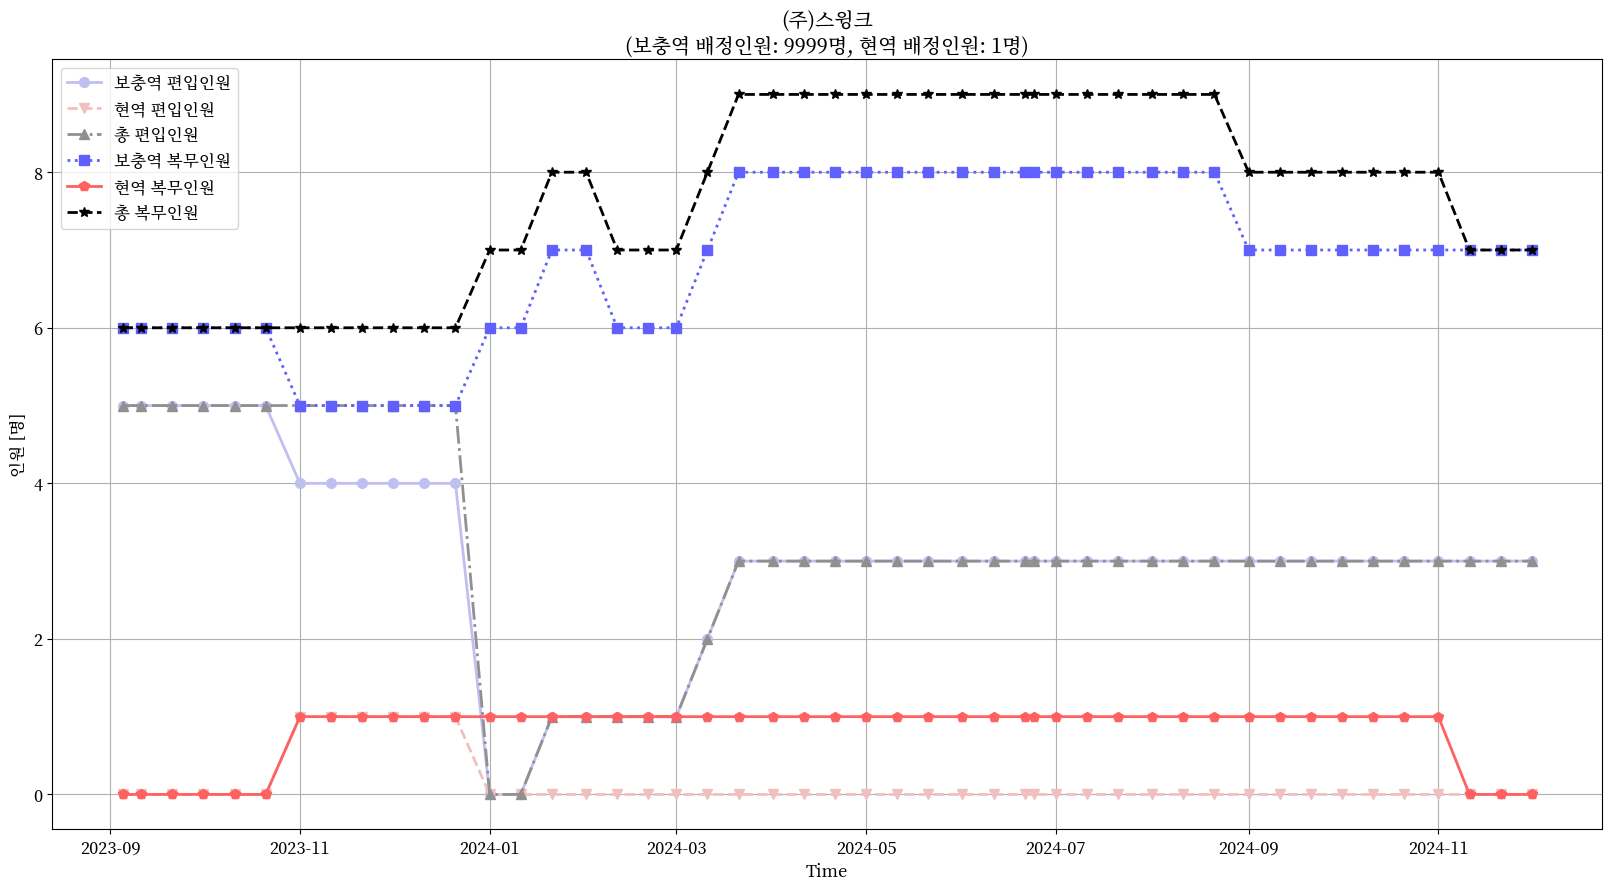 (주)스윙크
(보충역 배정인원: 9999명, 현역 배정인원: 1명)
보충역 편입인원
현역 편입인원
총 편입인원
보충역 복무인원
현역 복무인원
총 복무인원
인원 [명]
8
6
4
2
0
2023-09
2023-11
2024-01
2024-03
2024-05
2024-07
2024-09
2024-11
Time